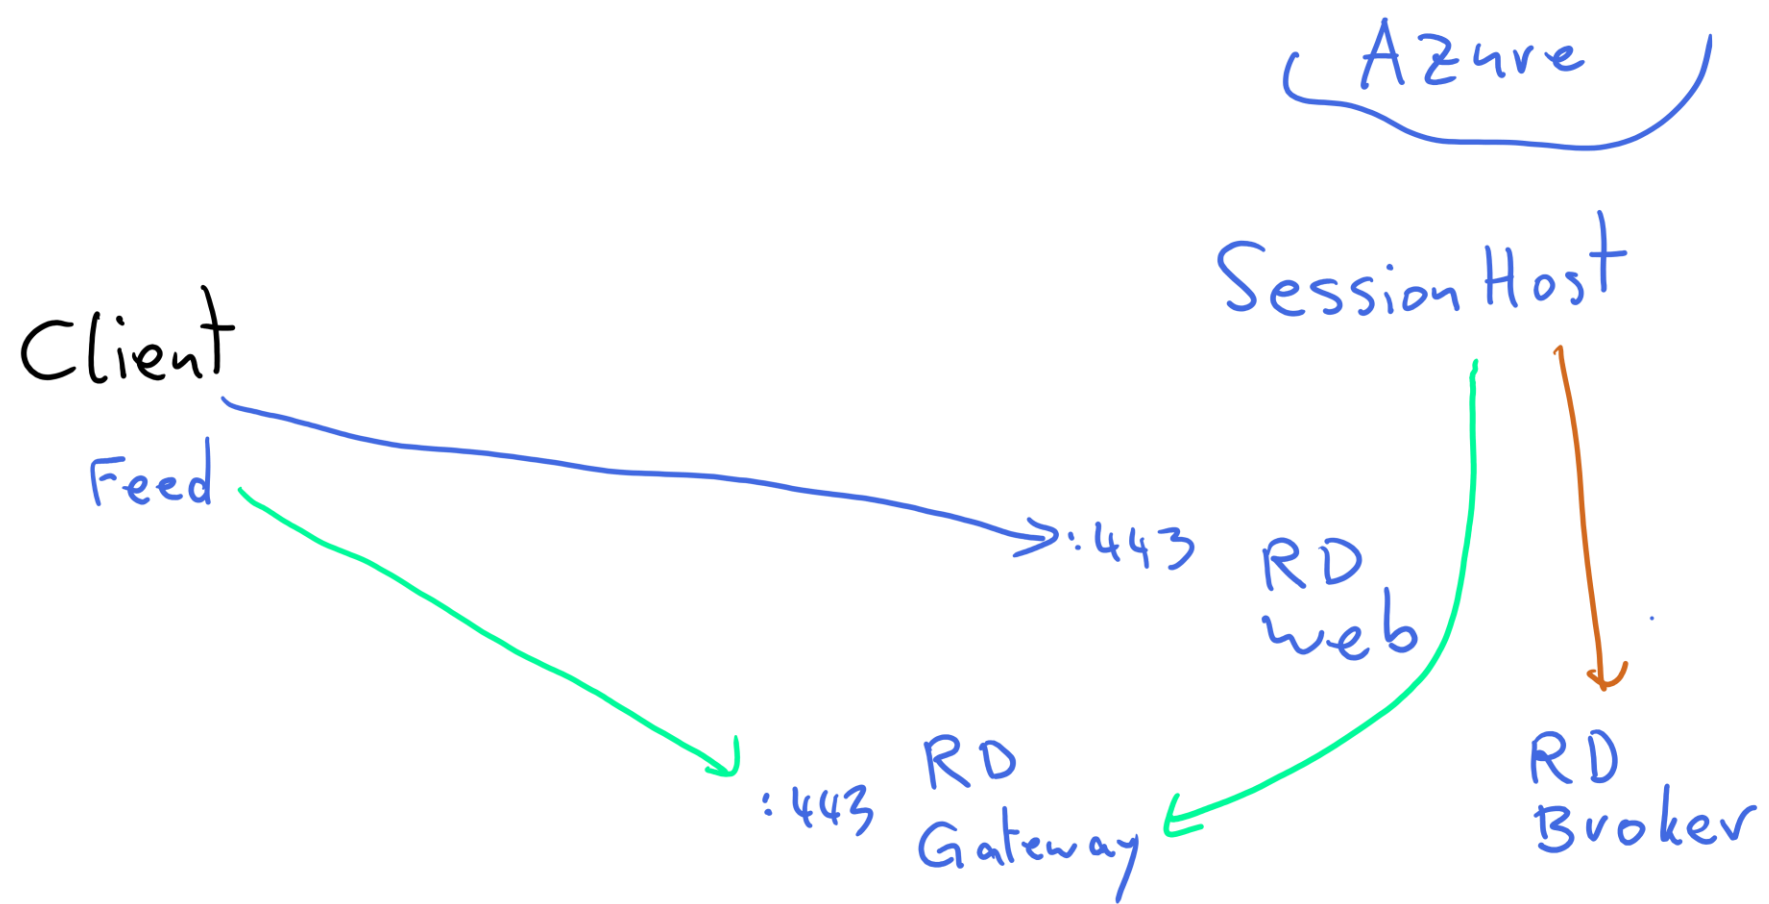 Azure
Session Host
Client
Feed
:443
RD
web
RD
Gateway
:443
RD
Broker